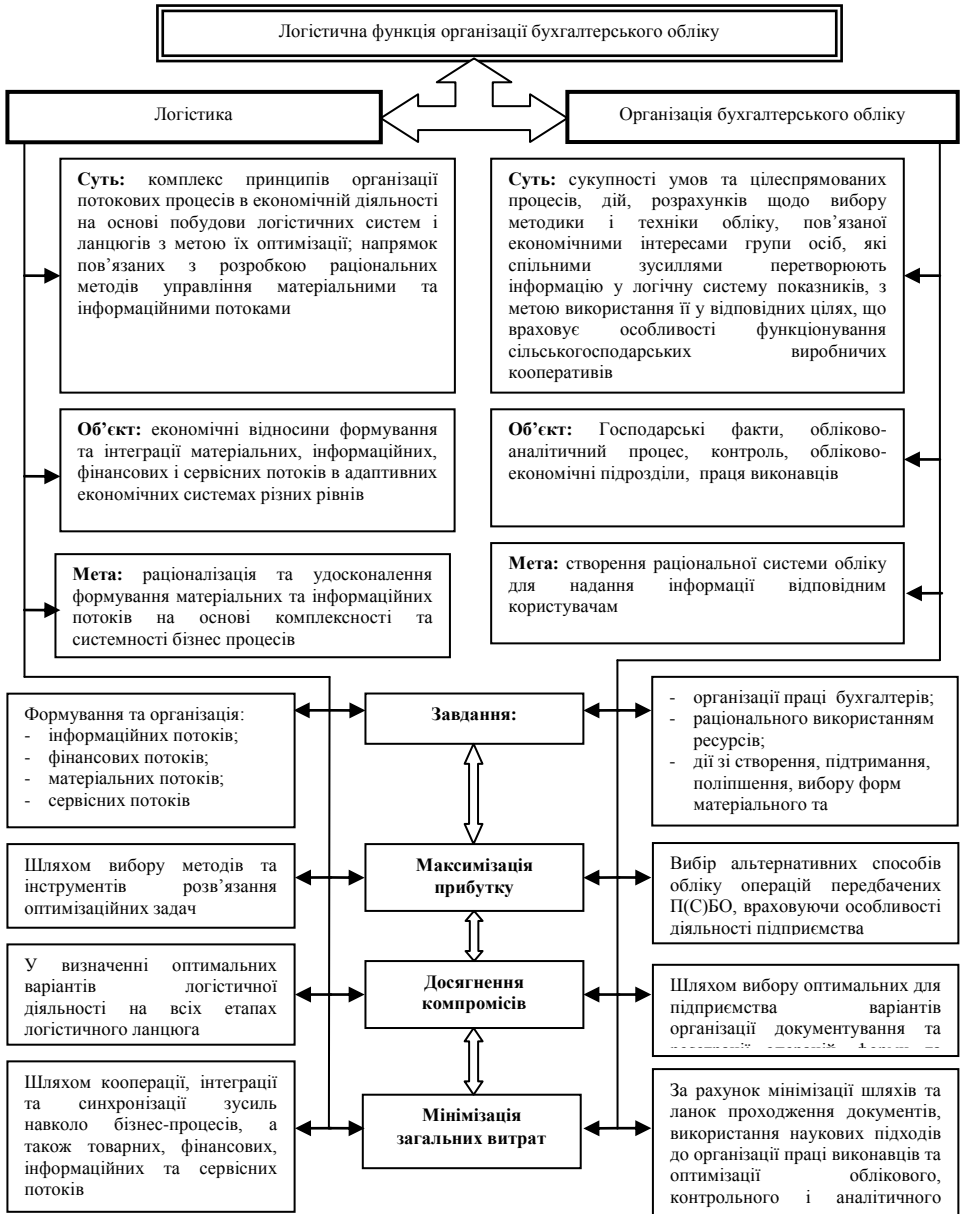 Логістична функція організації бухгалтерського обліку
Логістика
Організація бухгалтерського обліку
Суть: комплекс принципів організації
потокових процесів в економічній діяльності
на основі побудови логістичних систем і
ланцюгів з метою їх оптимізації; напрямок
пов’язаних з розробкою раціональних
методів управління матеріальними та
інформаційними потоками
Суть: сукупності умов та цілеспрямованих
процесів, дій, розрахунків щодо вибору
методики і техніки обліку, пов’язаної
економічними інтересами групи осіб, які
спільними зусиллями перетворюють
інформацію у логічну систему показників, з
метою використання її у відповідних цілях, що
враховує особливості функціонування
сільськогосподарських виробничих
кооперативів
Об’єкт: економічні відносини формування
та інтеграції матеріальних, інформаційних,
фінансових і сервісних потоків в адаптивних
економічних системах різних рівнів
Об’єкт: Господарські факти, обліково-
аналітичний процес, контроль, обліково-
економічні підрозділи, праця виконавців
Мета: раціоналізація та удосконалення
формування матеріальних та інформаційних
потоків на основі комплексності та
системності бізнес процесів
Мета: створення раціональної системи обліку
для надання інформації відповідним
користувачам
Формування та організація:
- інформаційних потоків;
- фінансових потоків;
- матеріальних потоків;
- сервісних потоків
Завдання:
- організації праці бухгалтерів;
- раціонального використанням
ресурсів;
- дії зі створення, підтримання,
поліпшення, вибору форм
матеріального та
Шляхом вибору методів та
інструментів розв’язання
оптимізаційних задач
Максимізація
прибутку
Вибір альтернативних способів
обліку операцій передбачених
П(С)БО, враховуючи особливості
діяльності підприємства
У визначенні оптимальних
варіантів логістичної
діяльності на всіх етапах
логістичного ланцюга
Досягнення
компромісів
Шляхом вибору оптимальних для
підприємства варіантів
організації документування та
Шляхом кооперації, інтеграції
та синхронізації зусиль
навколо бізнес-процесів, а
також товарних, фінансових,
інформаційних та сервісних
потоків
Мінімізація
загальних витрат
За рахунок мінімізації шляхів та
ланок проходження документів,
використання наукових підходів
до організації праці виконавців та
оптимізації облікового,
контрольного і аналітичного